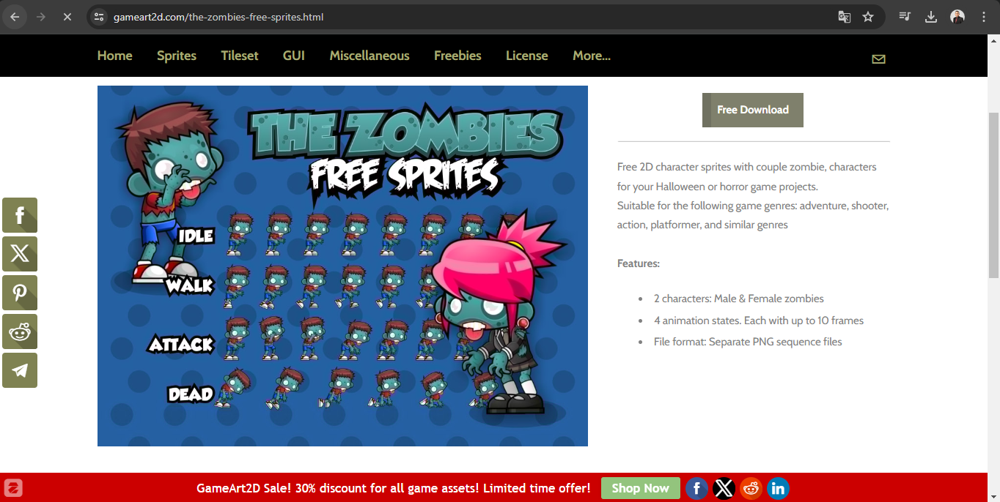 gameart2d.com/the-zombies-free-sprites.html
Home Sprites Tileset GUI Miscellaneous Freebies License More...
THE ZOMBIES
FREE SPRITES
IDLE
WALK
ATTACK
DEAD
Free Download
Free 2D character sprites with couple zombie, characters
for your Halloween or horror game projects.
Suitable for the following game genres: adventure, shooter,
action, platformer, and similar genres
Features:
2 characters: Male & Female zombies
4 animation states. Each with up to 10 frames
File format: Separate PNG sequence files
GameArt2D Sale! 30% discount for all game assets! Limited time offer! Shop Now